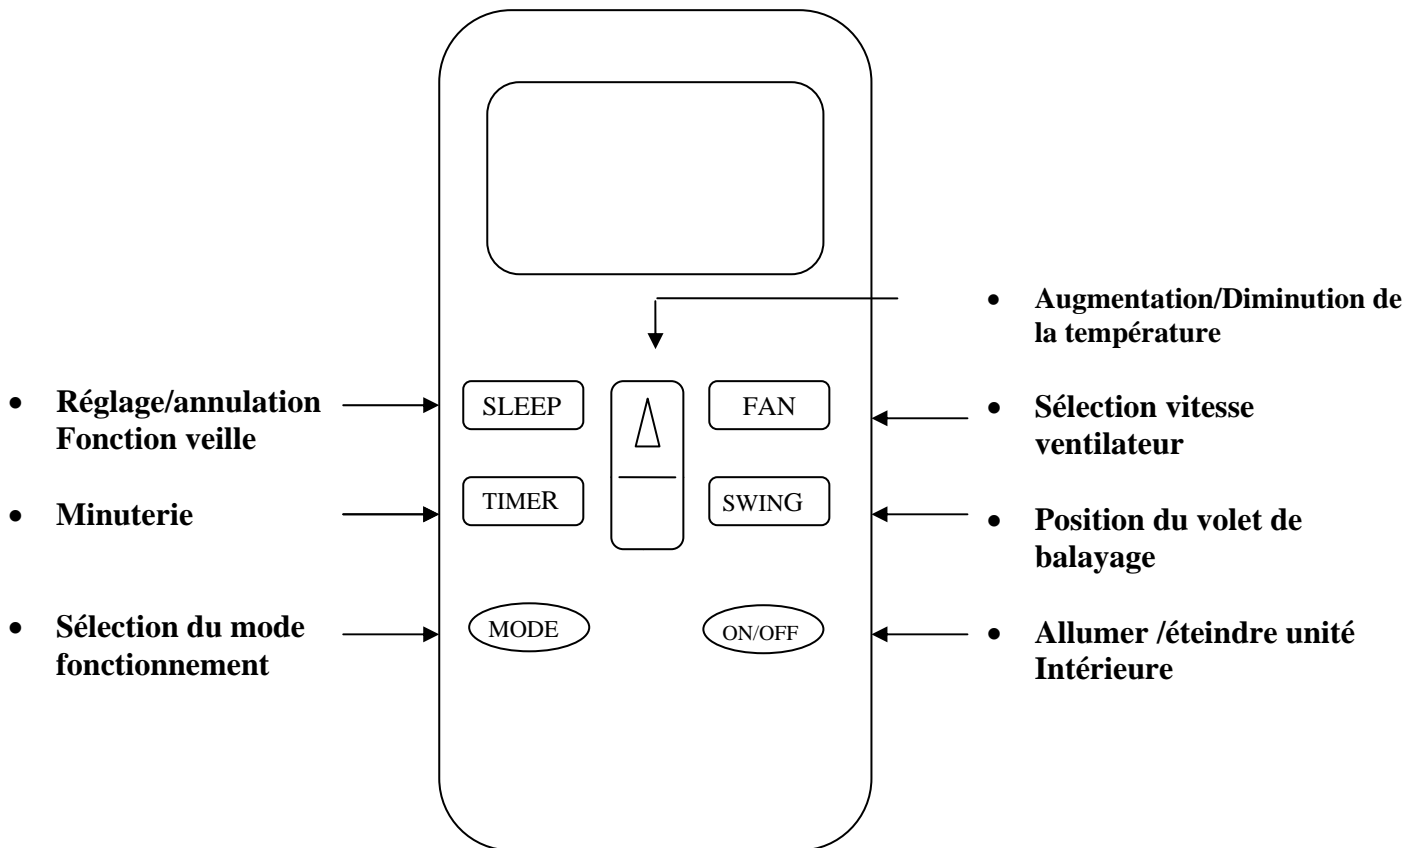 • Augmentation/Diminution de
la température
• Réglage/annulation
Fonction veille
SLEEP
FAN
• Sélection vitesse
ventilateur
• Minuterie
TIMER
SWING
• Position du volet de
balayage
• Sélection du mode
fonctionnement
MODE
ON/OFF
• Allumer /éteindre unité
Intérieure